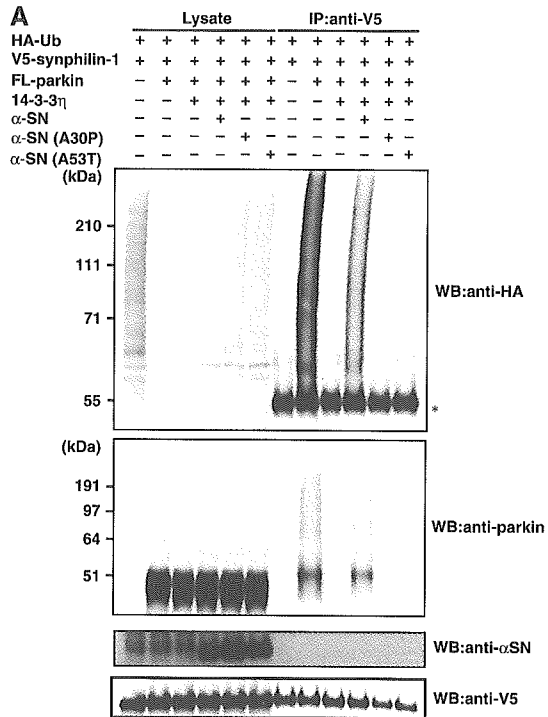 A
Lysate IP:anti-V5
HA-Ub + + + + + + + + + + + +
V5-synphilin-1 + + + + + + + + + + + +
FL-parkin − + + + + + − + + + + +
14-3-3η − − + + + + − − + + + +
α-SN − − − + − − − − − + − −
α-SN (A30P) − − − − + − − − − − + −
α-SN (A53T) − − − − − + − − − − − +
(kDa)
210
111
71
55
WB:anti-HA
*
(kDa)
191
97
64
51
WB:anti-parkin
WB:anti-αSN
WB:anti-V5